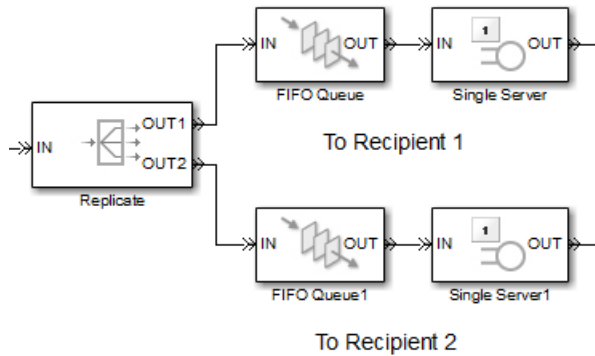 IN OUT
FIFO Queue
IN 1 OUT
Single Server
To Recipient 1
IN OUT1
OUT2
Replicate
IN OUT
FIFO Queue1
IN 1 OUT
Single Server1
To Recipient 2